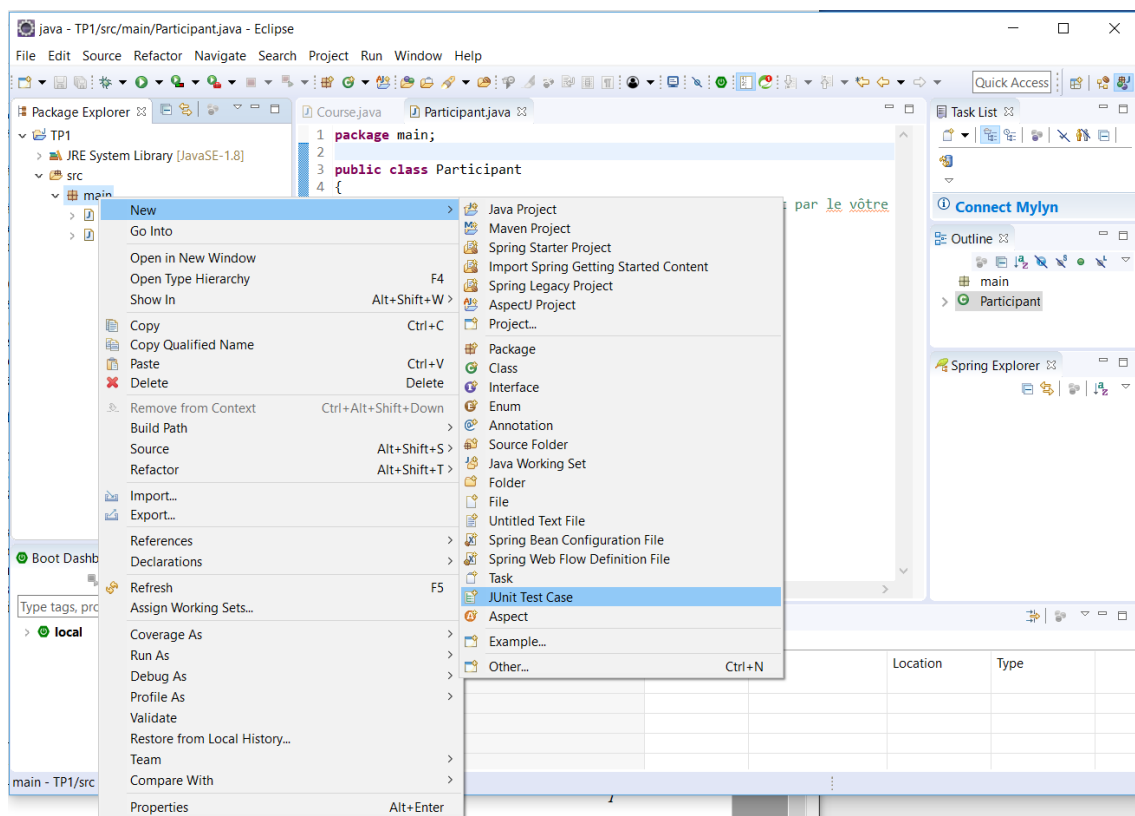 java - TP1/src/main/Participant.java - Eclipse
File Edit Source Refactor Navigate Search Project Run Window Help
Quick Access
Package Explorer
TP1
JRE System Library [JavaSE-1.8]
src
main
Course.java
Participant.java
1 package main;
2
3 public class Participant
4 {
par le vôtre
Task List
Connect Mylyn
Outline
main
Participant
Spring Explorer
New
Go Into
Open in New Window
Open Type Hierarchy F4
Show In Alt+Shift+W >
Copy Ctrl+C
Copy Qualified Name
Paste Ctrl+V
Delete Delete
Remove from Context Ctrl+Alt+Shift+Down
Build Path
Source Alt+Shift+S >
Refactor Alt+Shift+T >
Import...
Export...
References
Declarations
Refresh F5
Assign Working Sets...
Coverage As
Run As
Debug As
Profile As
Validate
Restore from Local History...
Team
Compare With
Properties Alt+Enter
Java Project
Maven Project
Spring Starter Project
Import Spring Getting Started Content
Spring Legacy Project
AspectJ Project
Project...
Package
Class
Interface
Enum
Annotation
Source Folder
Java Working Set
Folder
File
Untitled Text File
Spring Bean Configuration File
Spring Web Flow Definition File
Task
JUnit Test Case
Aspect
Example...
Other... Ctrl+N
Boot Dashb
Type tags, pro
local
Location Type
main - TP1/src